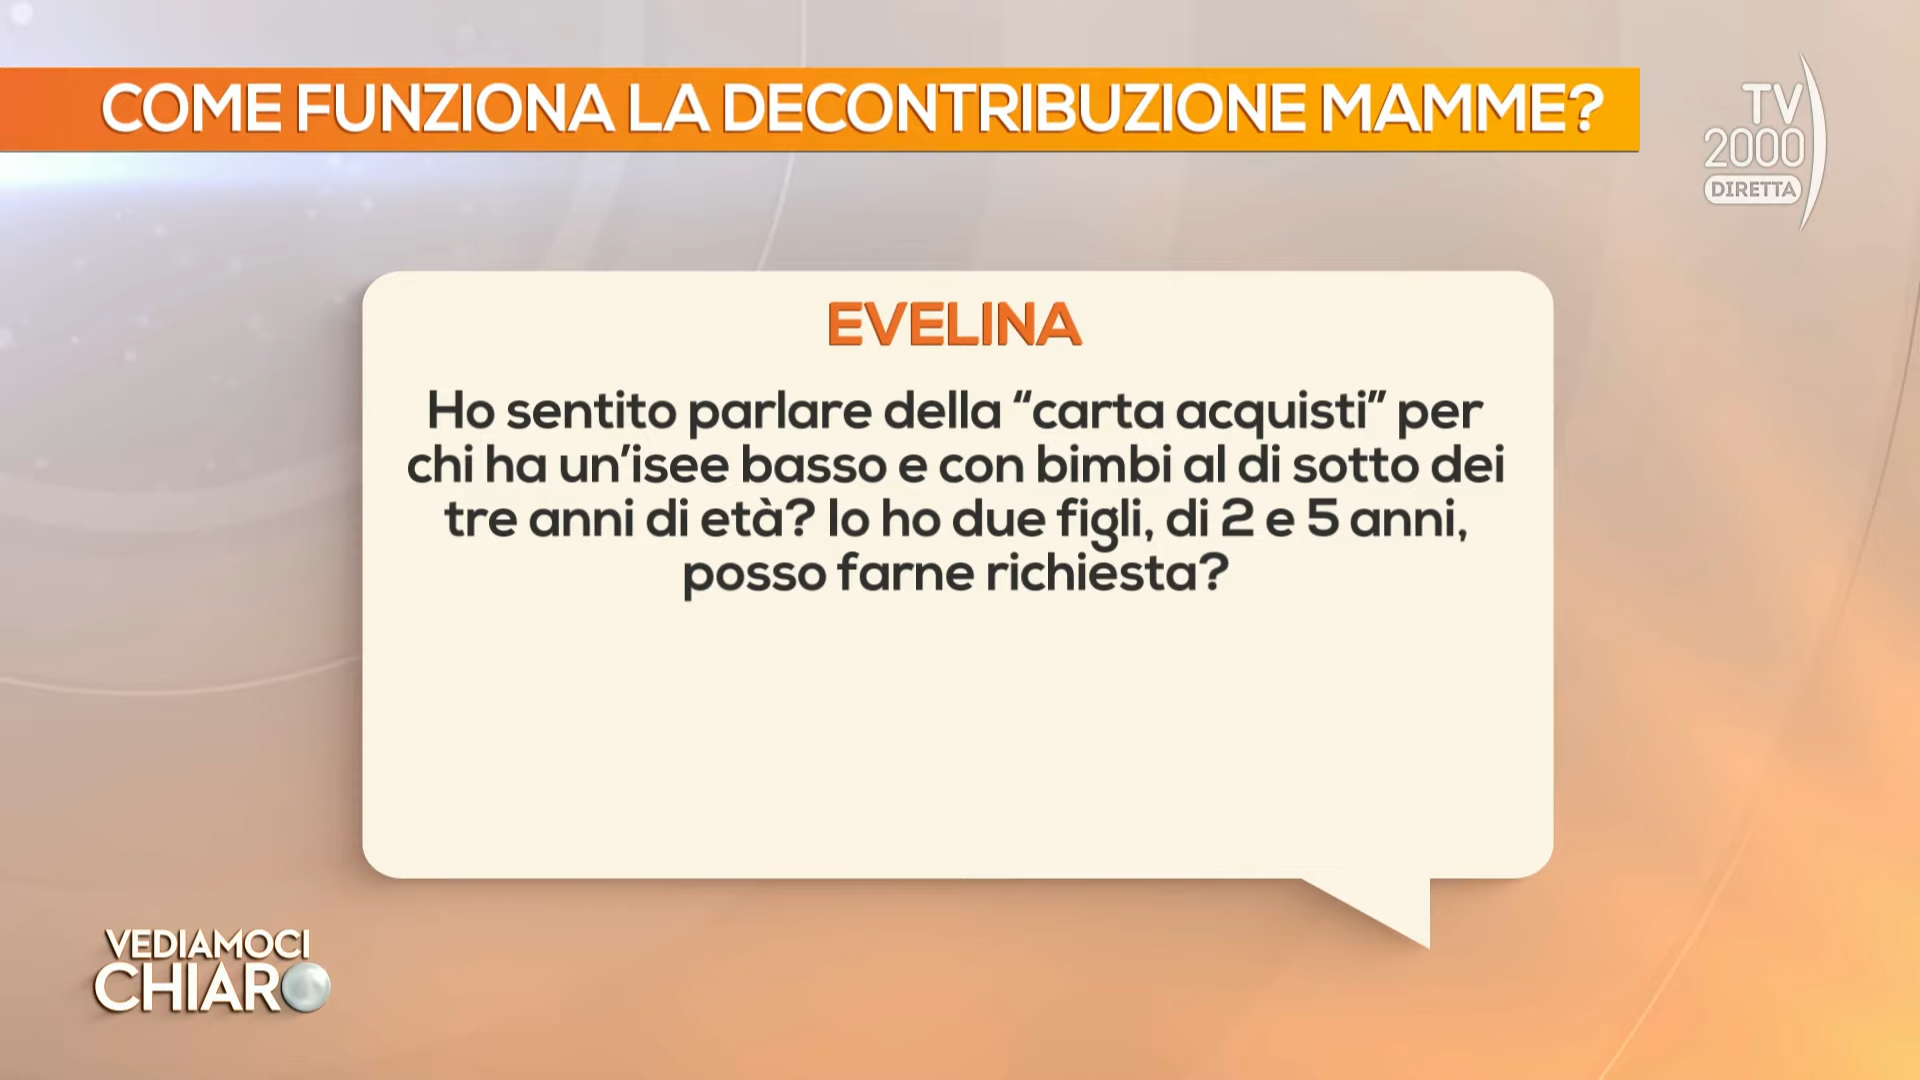 COME FUNZIONA LA DECONTRIBUZIONE MAMME?
TV
2000
DIRETTA
EVELINA
Ho sentito parlare della “carta acquisti” per
chi ha un’isee basso e con bimbi al di sotto dei
tre anni di età? Io ho due figli, di 2 e 5 anni,
posso farne richiesta?
VEDIAMOCI
CHIARO